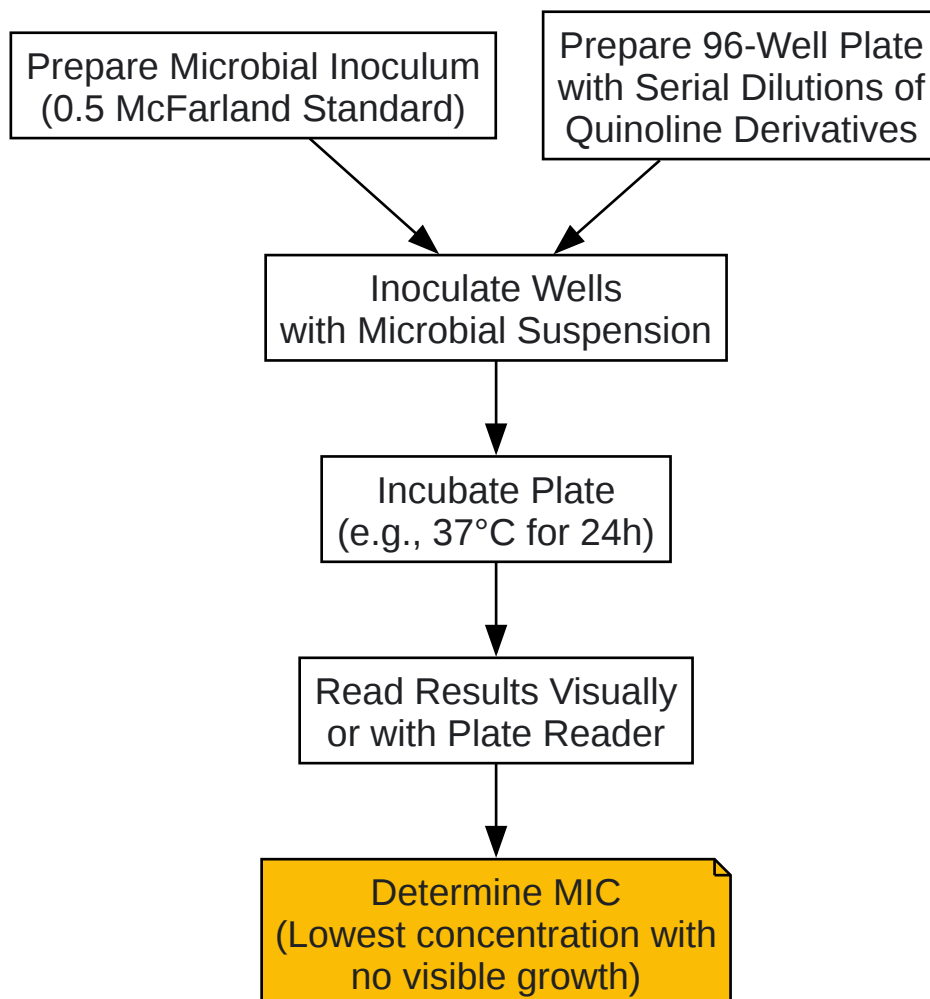 Prepare Microbial Inoculum
(0.5 McFarland Standard)
Prepare 96-Well Plate
with Serial Dilutions of
Quinoline Derivatives
Inoculate Wells
with Microbial Suspension
Incubate Plate
(e.g., 37°C for 24h)
Read Results Visually
or with Plate Reader
Determine MIC
(Lowest concentration with
no visible growth)